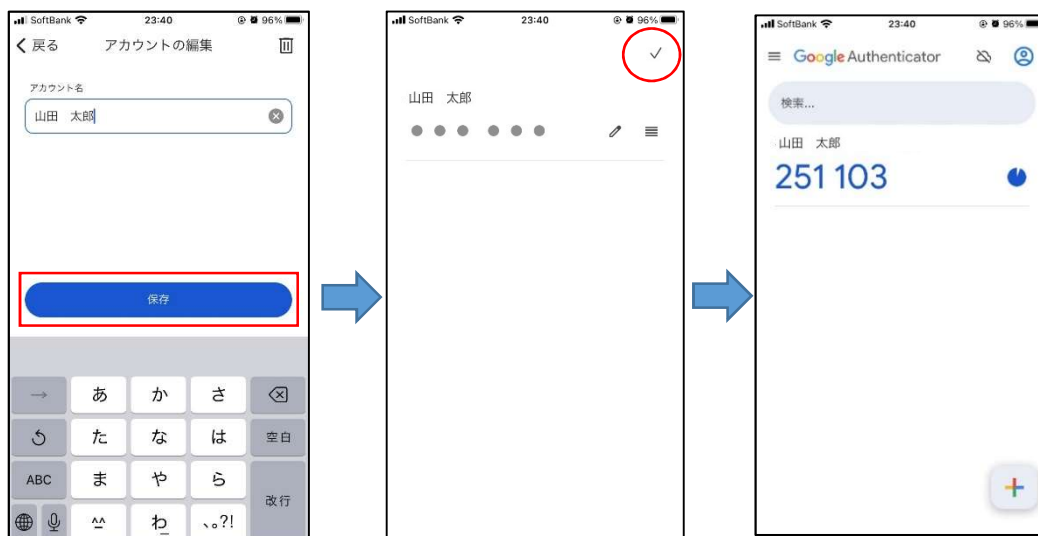 SoftBank 23:40 96%
戻る アカウントの編集
アカウント名
山田　太郎
保存
→ あ か さ
た な は 空白
ABC ま や ら
改行
^^ わ_ 、。?!
SoftBank 23:40 96%
山田　太郎
SoftBank 23:40 96%
Google Authenticator
検索...
山田　太郎
251 103